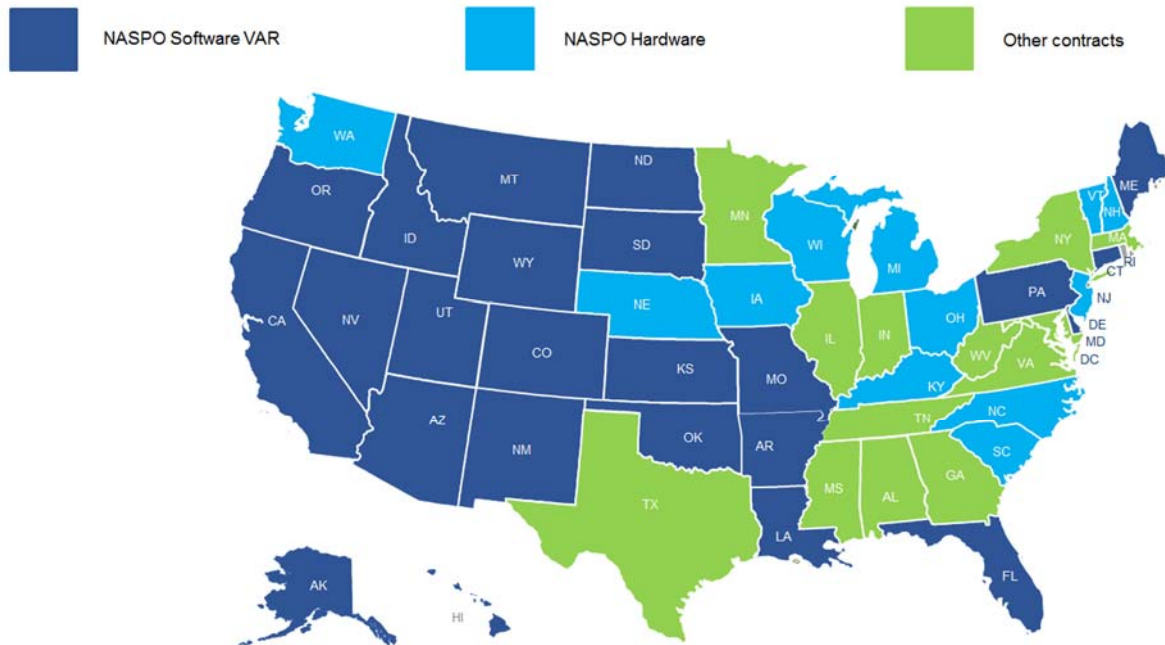 NASPO Software VAR
NASPO Hardware
Other contracts
WA
OR
MT
ND
MN
ID
SD
WY
WI
MI
NY
VT
NH
ME
MA
RI
CT
CA
NV
UT
CO
NE
IA
IL
IN
OH
PA
NJ
DE
MD
DC
KS
MO
KY
WV
VA
AZ
NM
OK
AR
TN
NC
SC
TX
LA
MS
AL
GA
FL
AK
HI